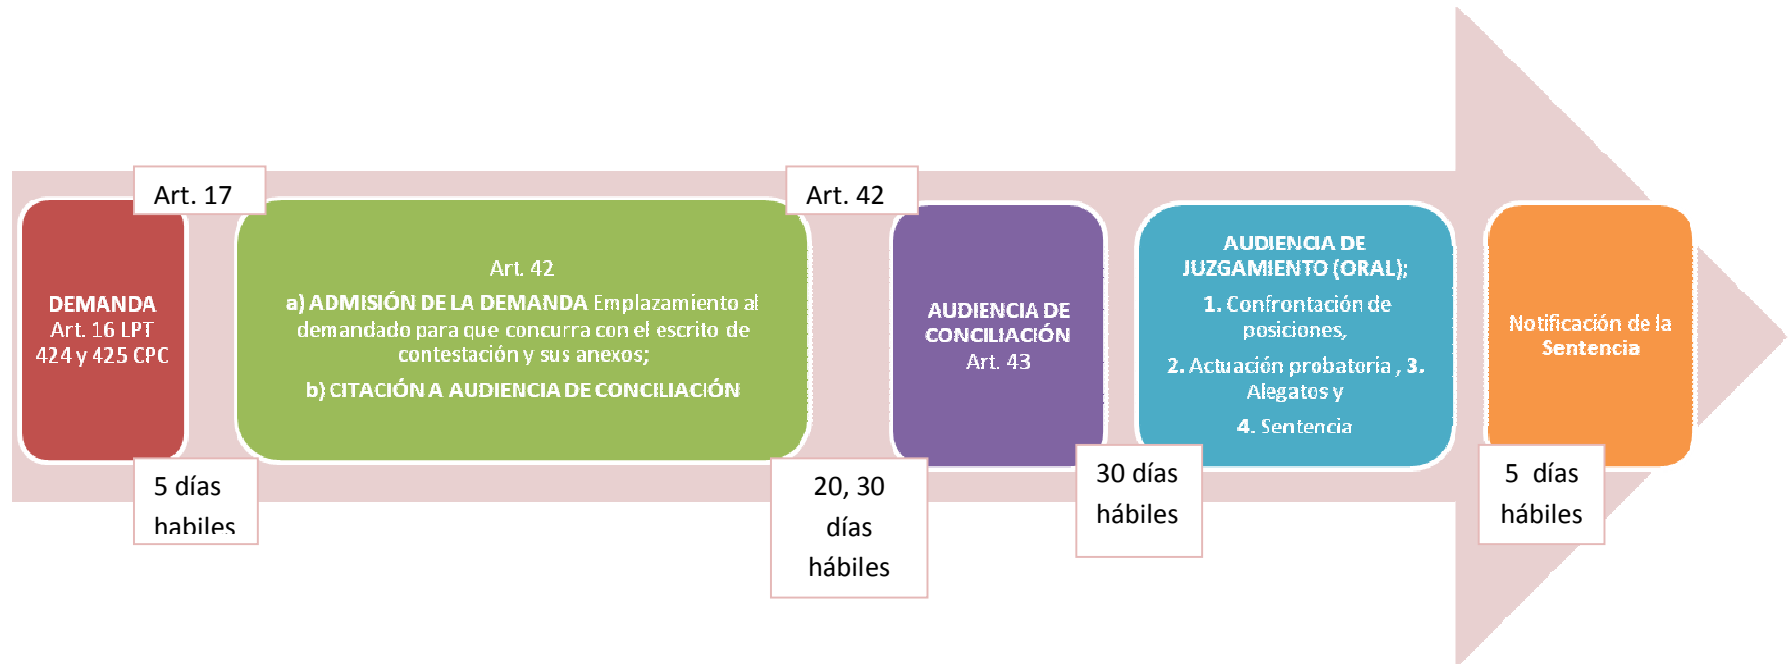 Art. 17
Art. 42
DEMANDA
Art. 16 LPT
424 y 425 CPC
Art. 42
a) ADMISIÓN DE LA DEMANDA Emplazamiento al
demandado para que concurra con el escrito de
contestación y sus anexos;
b) CITACIÓN A AUDIENCIA DE CONCILIACIÓN
AUDIENCIA DE
CONCILIACIÓN
Art. 43
AUDIENCIA DE
JUZGAMIENTO (ORAL);
1. Confrontación de
posiciones,
2. Actuación probatoria , 3.
Alegatos y
4. Sentencia
Notificación de la
Sentencia
5 días
habiles
20, 30
días
hábiles
30 días
hábiles
5 días
hábiles